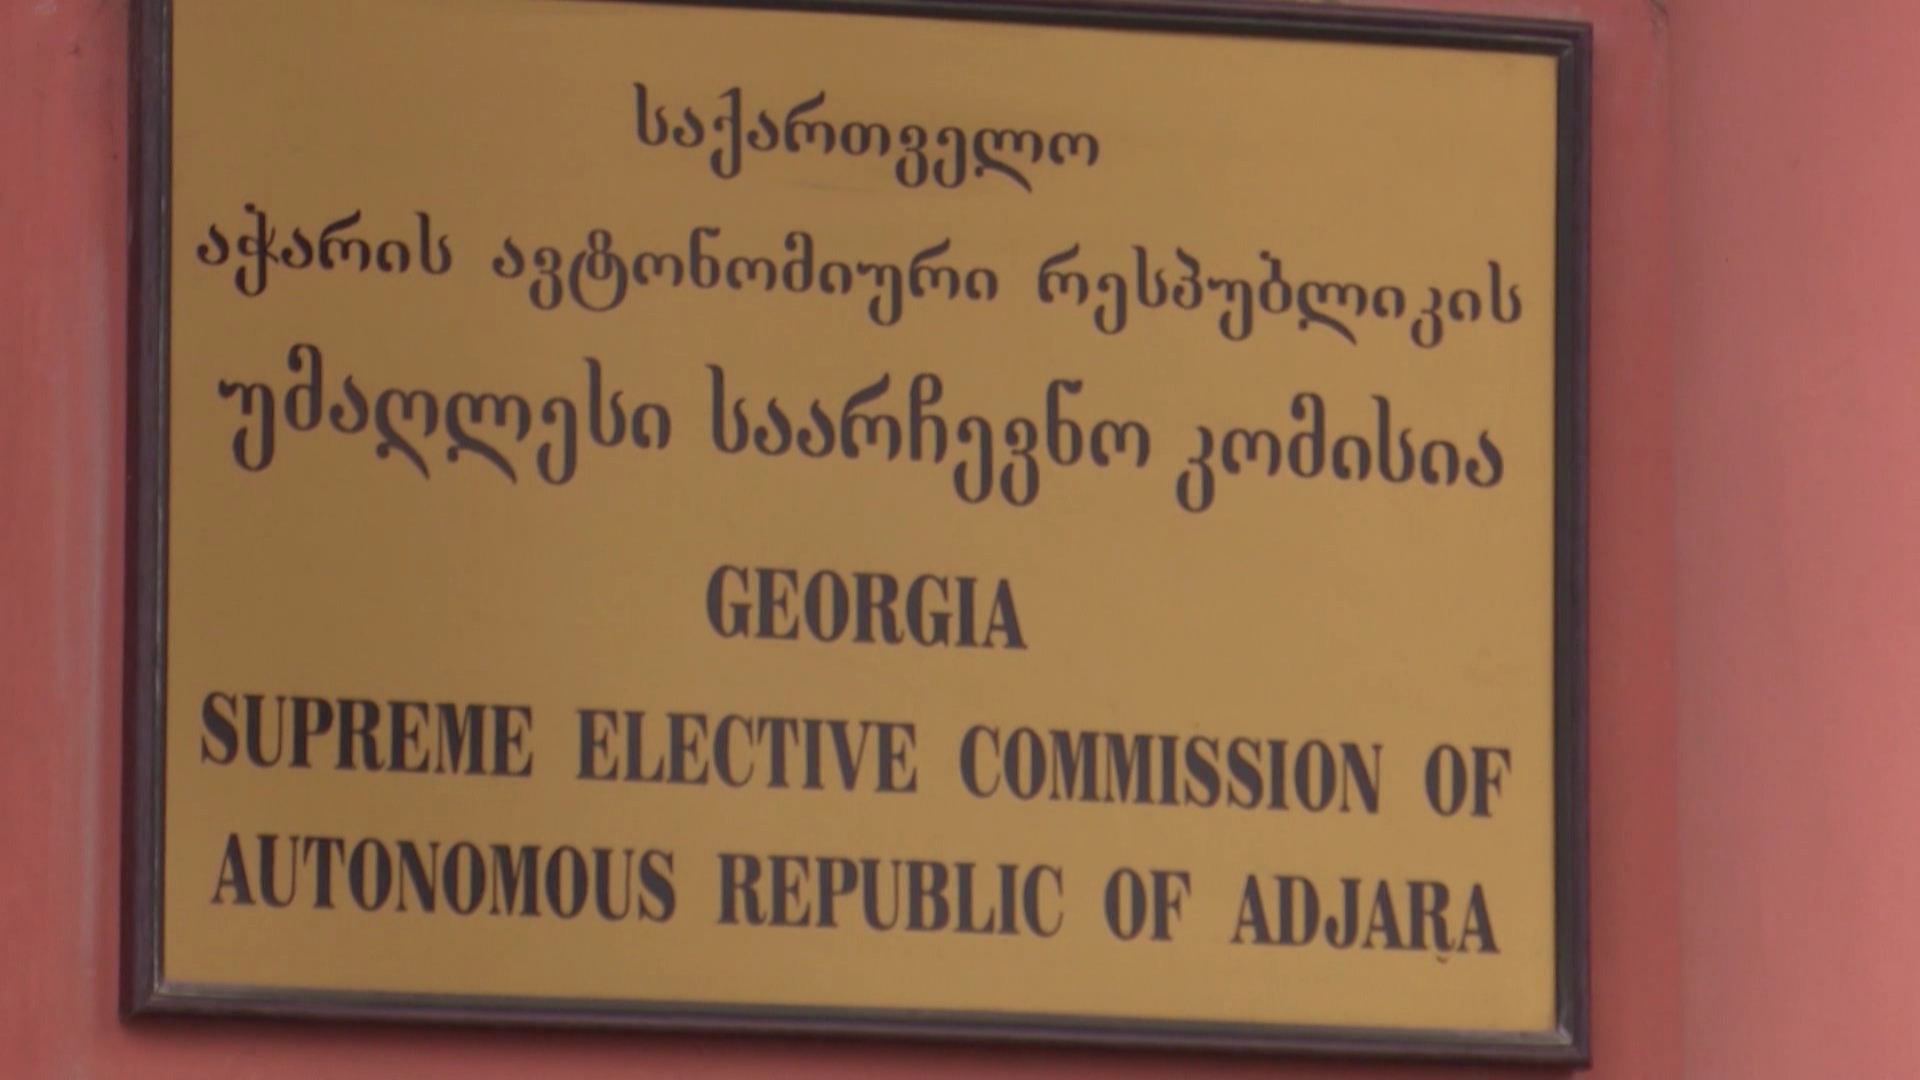 საქართველო
აჭარის ავტონომიური რესპუბლიკის
უმაღლესი საარჩევნო კომისია
GEORGIA
SUPREME ELECTIVE COMMISSION OF
AUTONOMOUS REPUBLIC OF ADJARA